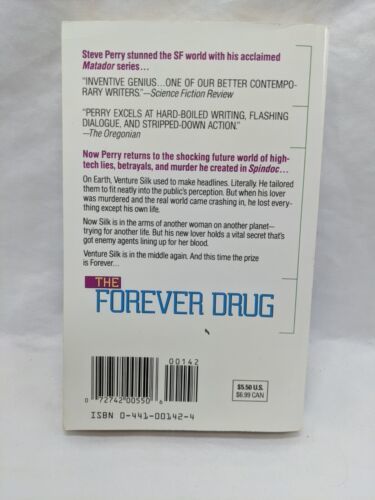 Steve Perry stunned the SF world with his acclaimed
Matador series...
"INVENTIVE GENIUS...ONE OF OUR BETTER CONTEMPO-
RARY WRITERS."—Science Fiction Review
"PERRY EXCELS AT HARD-BOILED WRITING, FLASHING
DIALOGUE, AND STRIPPED-DOWN ACTION."
—The Oregonian
Now Perry returns to the shocking future world of high-
tech lies, betrayals, and murder he created in Spindoc...
On Earth, Venture Silk used to make headlines. Literally. He tailored
them to fit neatly into the public's perception. But when his lover
was murdered and the real world came crashing in, he lost every-
thing except his own life.
Now Silk is in the arms of another woman on another planet—
trying for another life. But his new lover holds a vital secret that's
got enemy agents lining up for her blood.
Venture Silk is in the middle again. And this time the prize
is Forever...
THE
FOREVER DRUG
00142
0 72742 00550 6
$5.50 U.S.
$6.99 CAN
ISBN 0-441-00142-4